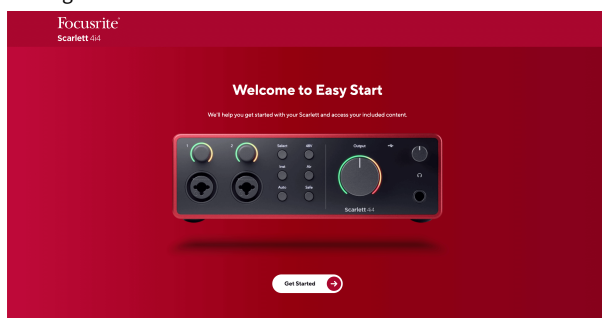 Focusrite
Scarlett 4i4
Welcome to Easy Start
We'll help you get started with your Scarlett and access your included content.
1 2 Select 48V Output
Inst Air
Auto Safe
Scarlett 4i4
Get Started